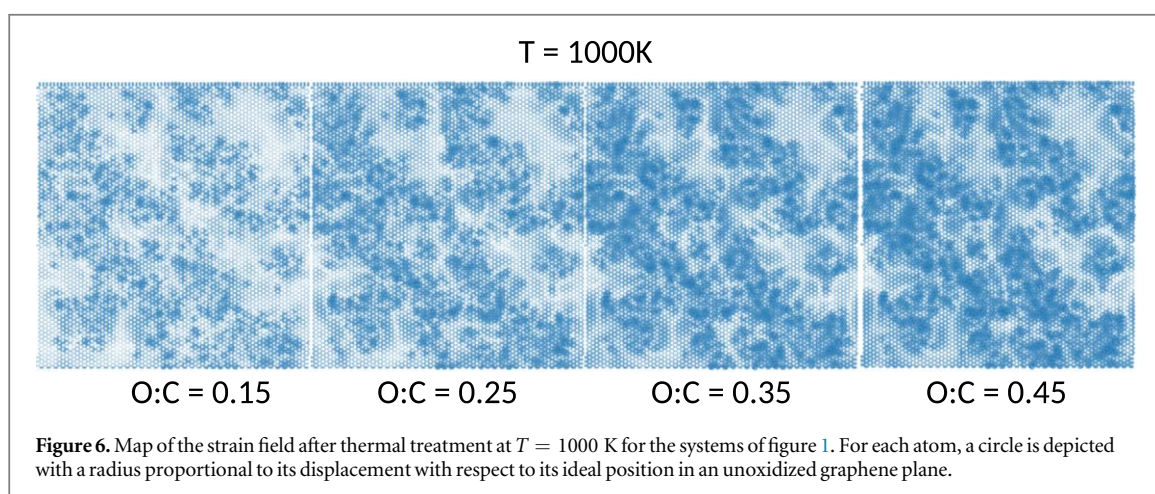 T = 1000K
O:C = 0.15 O:C = 0.25 O:C = 0.35 O:C = 0.45
Figure 6. Map of the strain field after thermal treatment at T = 1000 K for the systems of figure 1. For each atom, a circle is depicted
with a radius proportional to its displacement with respect to its ideal position in an unoxidized graphene plane.